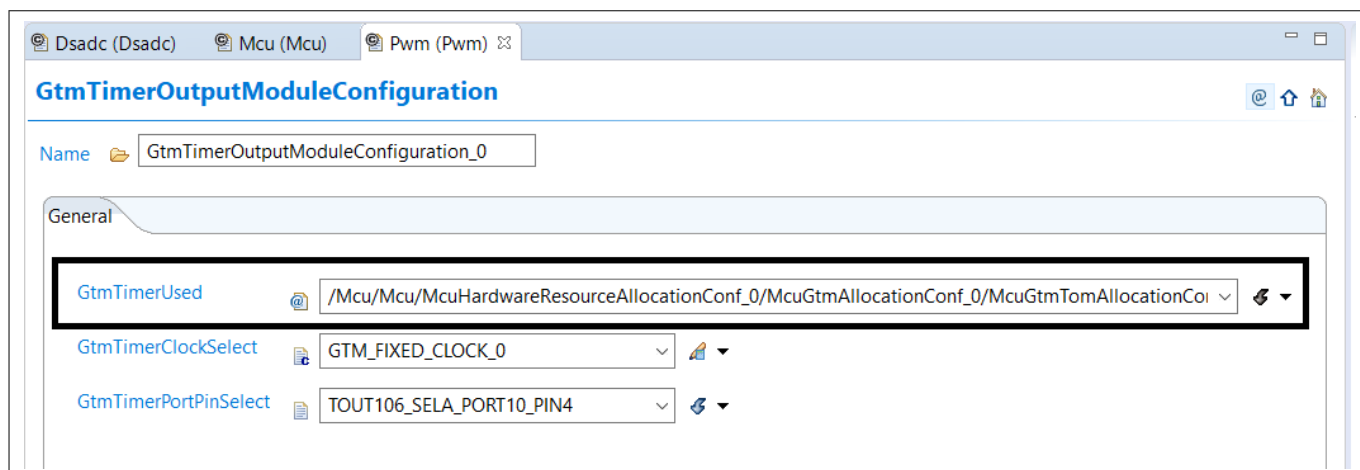 Dsadc (Dsadc) Mcu (Mcu) Pwm (Pwm)
GtmTimerOutputModuleConfiguration
Name GtmTimerOutputModuleConfiguration_0
General
GtmTimerUsed /Mcu/Mcu/McuHardwareResourceAllocationConf_0/McuGtmAllocationConf_0/McuGtmTomAllocationCon
GtmTimerClockSelect GTM_FIXED_CLOCK_0
GtmTimerPortPinSelect TOUT106_SELA_PORT10_PIN4